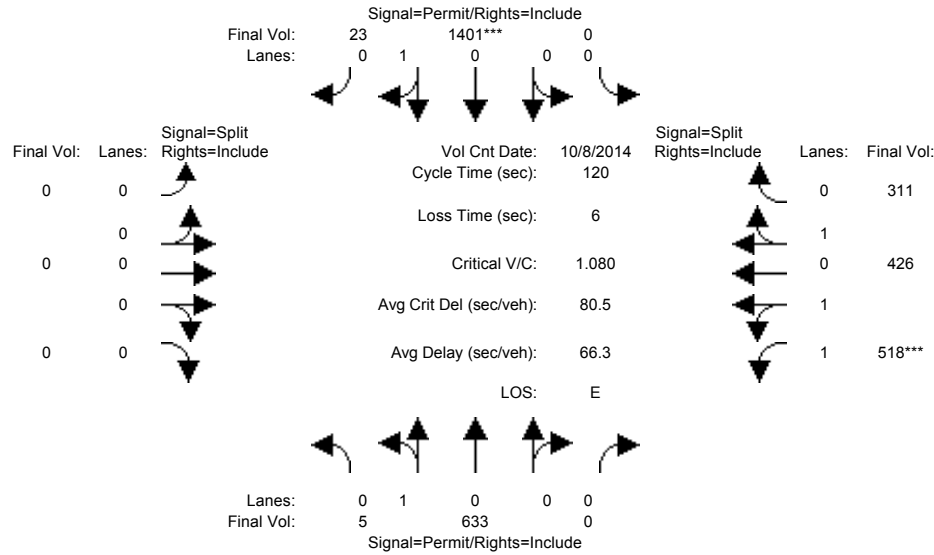 Signal=Permit/Rights=Include
Final Vol: 23 1401*** 0
Lanes: 0 1 0 0 0
Signal=Split Signal=Split
Final Vol: Lanes: Rights=Include Vol Cnt Date: 10/8/2014 Rights=Include Lanes: Final Vol:
Cycle Time (sec): 120
0 0 0 311
Loss Time (sec): 6
0 1
0 0 Critical V/C: 1.080 0 426
0 Avg Crit Del (sec/veh): 80.5 1
0 0 Avg Delay (sec/veh): 66.3 1 518***
LOS: E
Lanes: 0 1 0 0 0
Final Vol: 5 633 0
Signal=Permit/Rights=Include